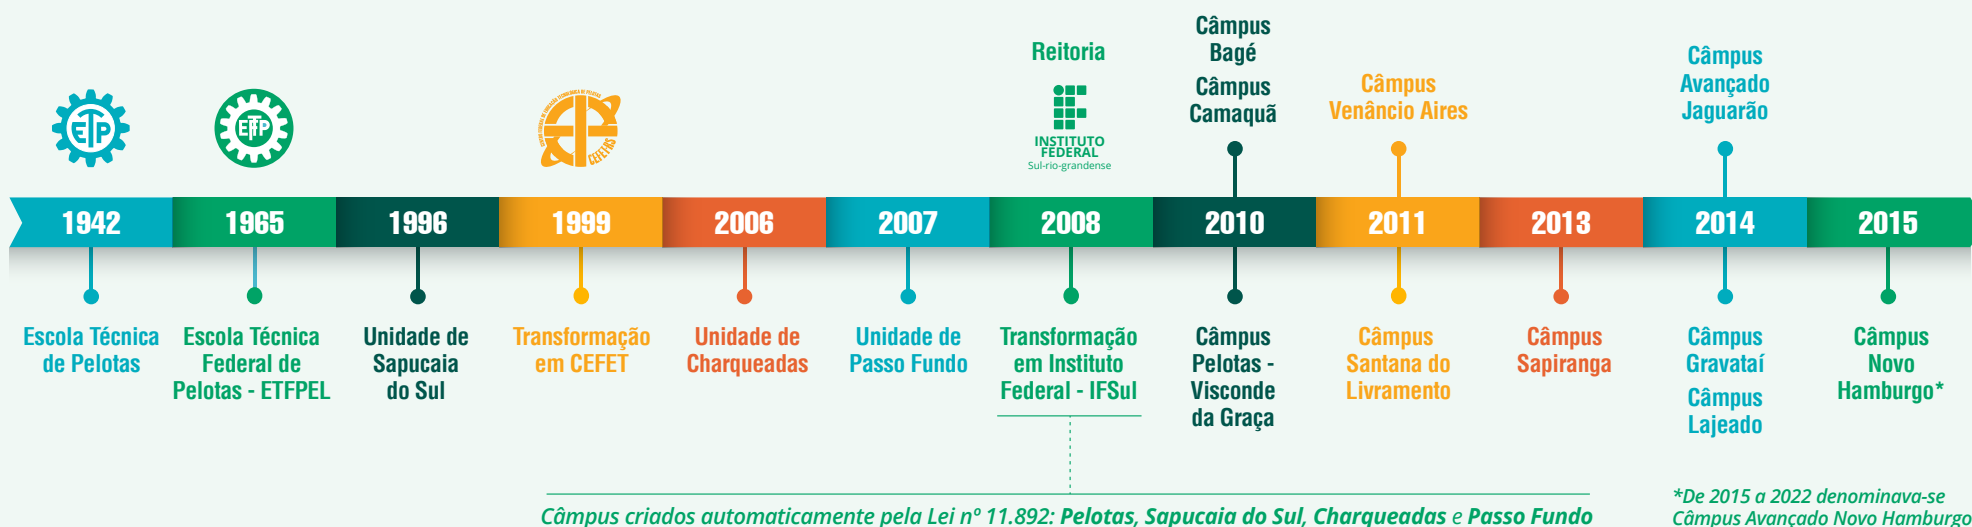 Câmpus
Bagé
Câmpus
Camaquã
Reitoria
Câmpus
Venâncio Aires
Câmpus
Avançado
Jaguarão
ETP
ETFP
CEFET-RS
INSTITUTO
FEDERAL
Sul-rio-grandense
1942
1965
1996
1999
2006
2007
2008
2010
2011
2013
2014
2015
Escola Técnica
de Pelotas
Escola Técnica
Federal de
Pelotas - ETFPEL
Unidade de
Sapucaia
do Sul
Transformação
em CEFET
Unidade de
Charqueadas
Unidade de
Passo Fundo
Transformação
em Instituto
Federal - IFSul
Câmpus
Pelotas -
Visconde
da Graça
Câmpus
Santana do
Livramento
Câmpus
Sapiranga
Câmpus
Gravataí
Câmpus
Lajeado
Câmpus
Novo
Hamburgo*
Câmpus criados automaticamente pela Lei nº 11.892: Pelotas, Sapucaia do Sul, Charqueadas e Passo Fundo
*De 2015 a 2022 denominava-se
Câmpus Avançado Novo Hamburgo